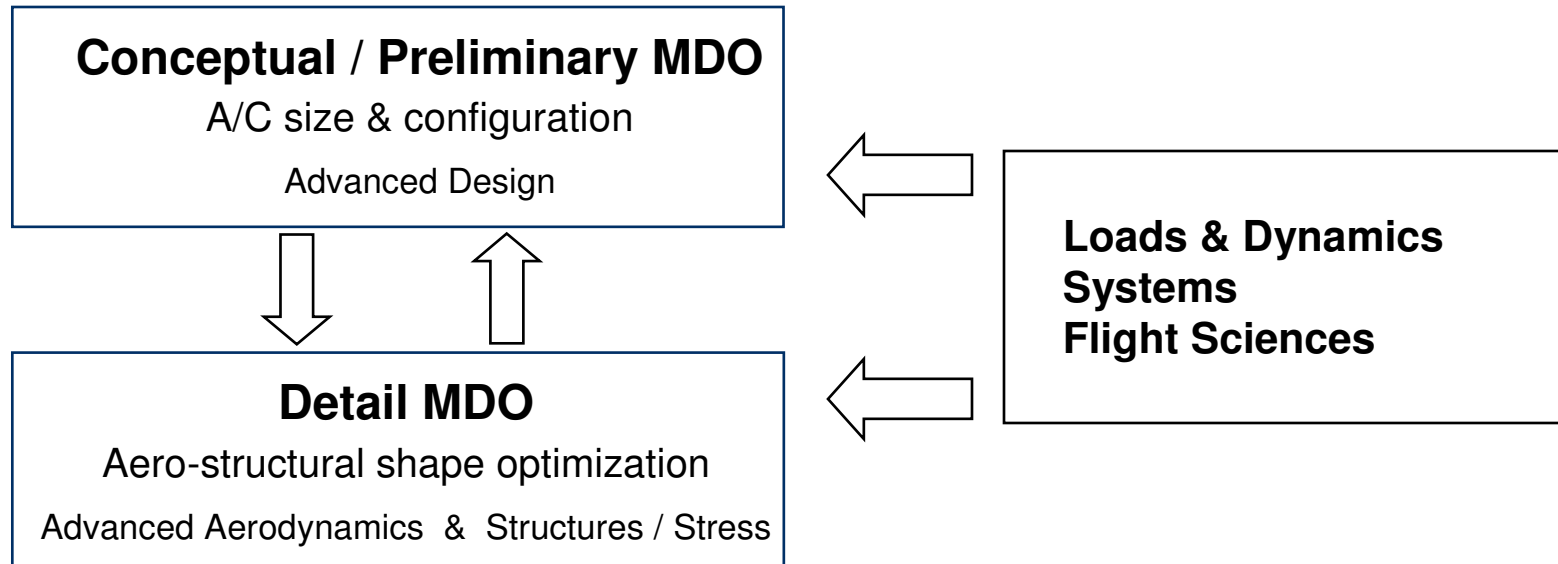 Conceptual / Preliminary MDO
A/C size & configuration
Advanced Design
Loads & Dynamics
Systems
Flight Sciences
Detail MDO
Aero-structural shape optimization
Advanced Aerodynamics & Structures / Stress